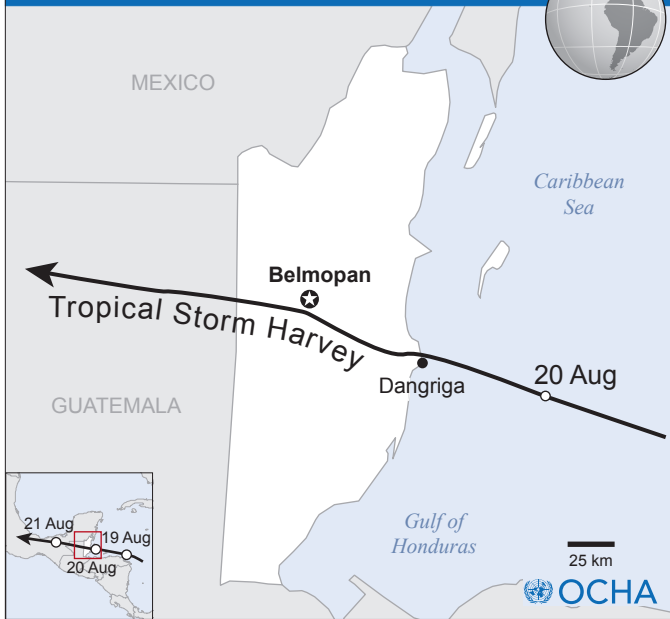 MEXICO
Caribbean
Sea
Belmopan
Tropical Storm Harvey
20 Aug
Dangriga
GUATEMALA
21 Aug
19 Aug
20 Aug
Gulf of
Honduras
25 km
OCHA